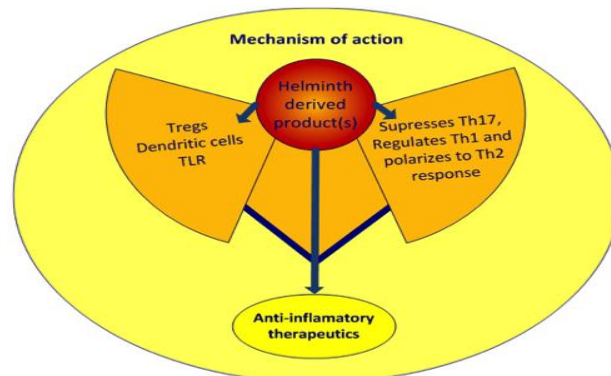 Mechanism of action
Helminth
derived
product(s)
Tregs
Dendritic cells
TLR
Supresses Th17,
Regulates Th1 and
polarizes to Th2
response
Anti-inflamatory
therapeutics